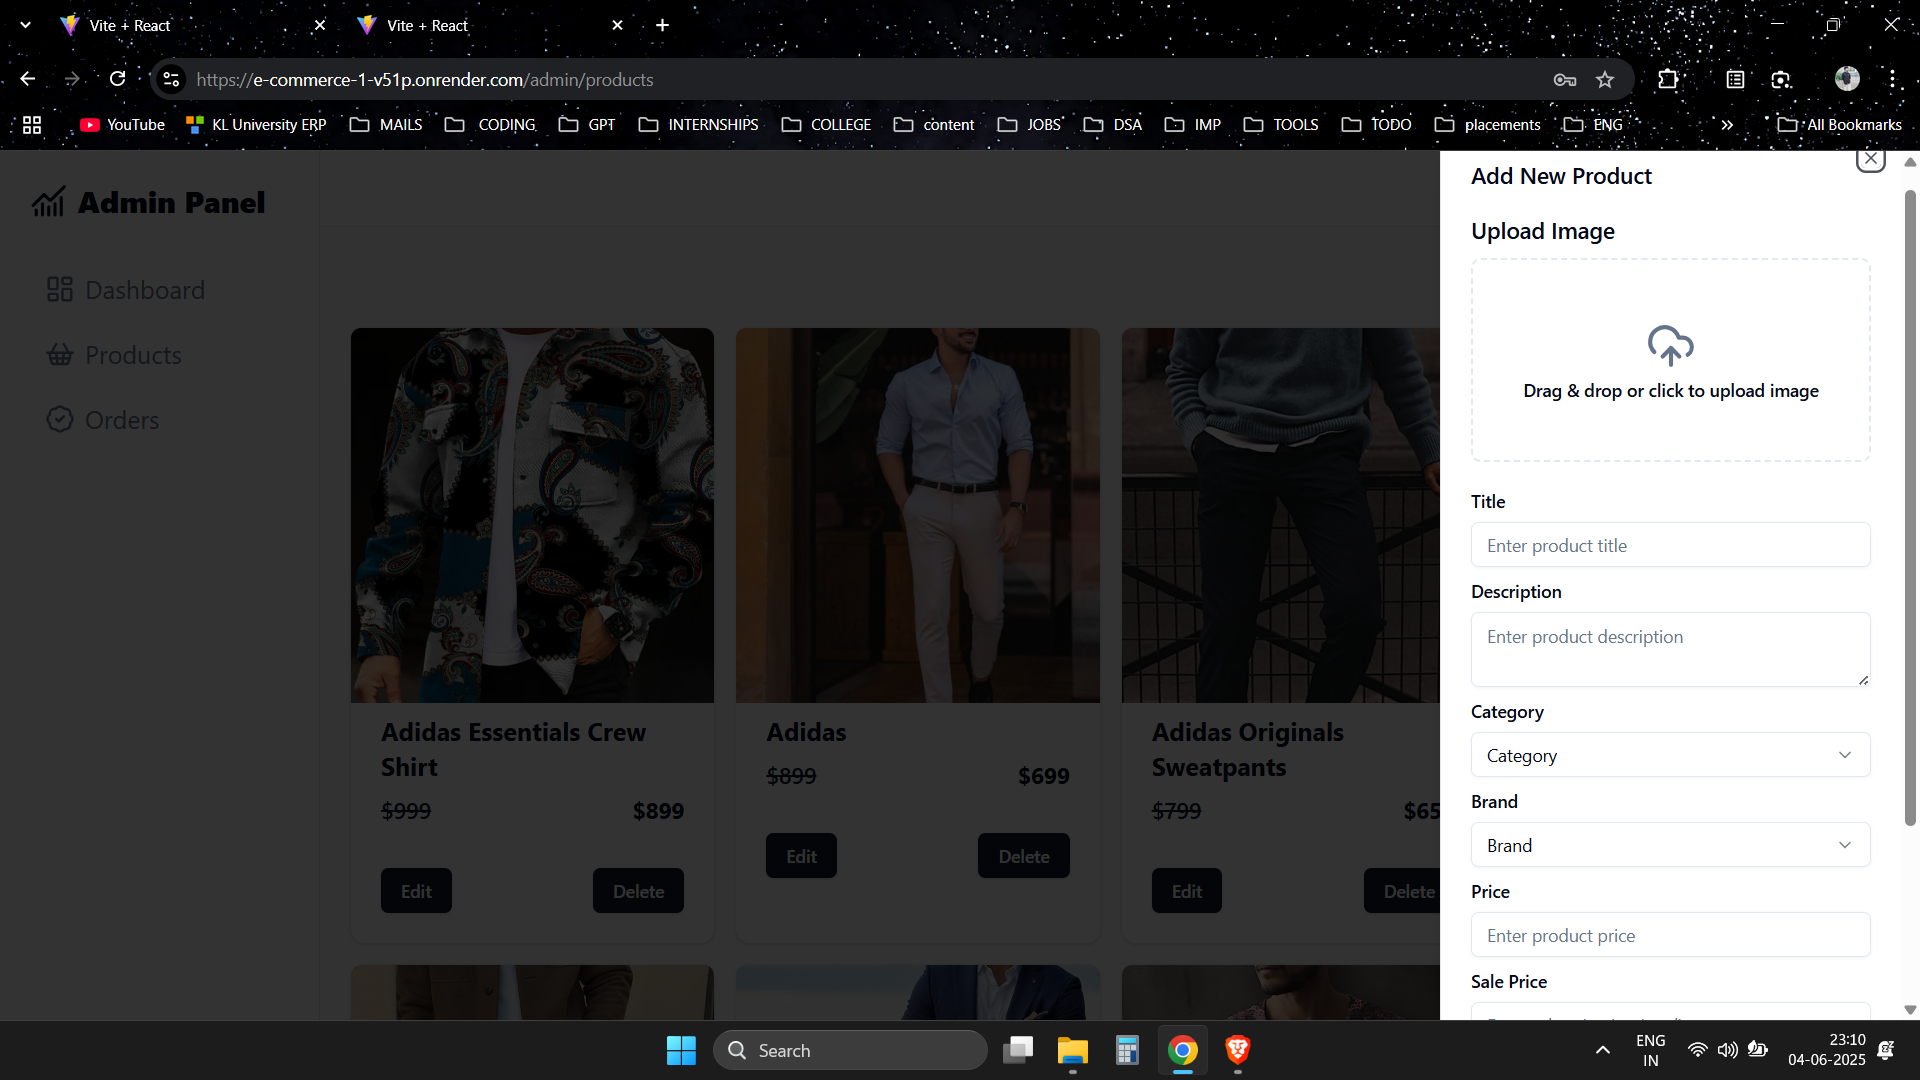 Vite + React
Vite + React
https://e-commerce-1-v51p.onrender.com/admin/products
YouTube
KL University ERP
MAILS
CODING
GPT
INTERNSHIPS
COLLEGE
content
JOBS
DSA
IMP
TOOLS
TODO
placements
ENG
All Bookmarks
Admin Panel
Dashboard
Products
Orders
Adidas Essentials Crew
Shirt
$999 $899
Edit Delete
Adidas
$899 $699
Edit Delete
Adidas Originals
Sweatpants
$799 $65
Edit Delete
Add New Product
Upload Image
Drag & drop or click to upload image
Title
Enter product title
Description
Enter product description
Category
Category
Brand
Brand
Price
Enter product price
Sale Price
Search
ENG
IN
23:10
04-06-2025